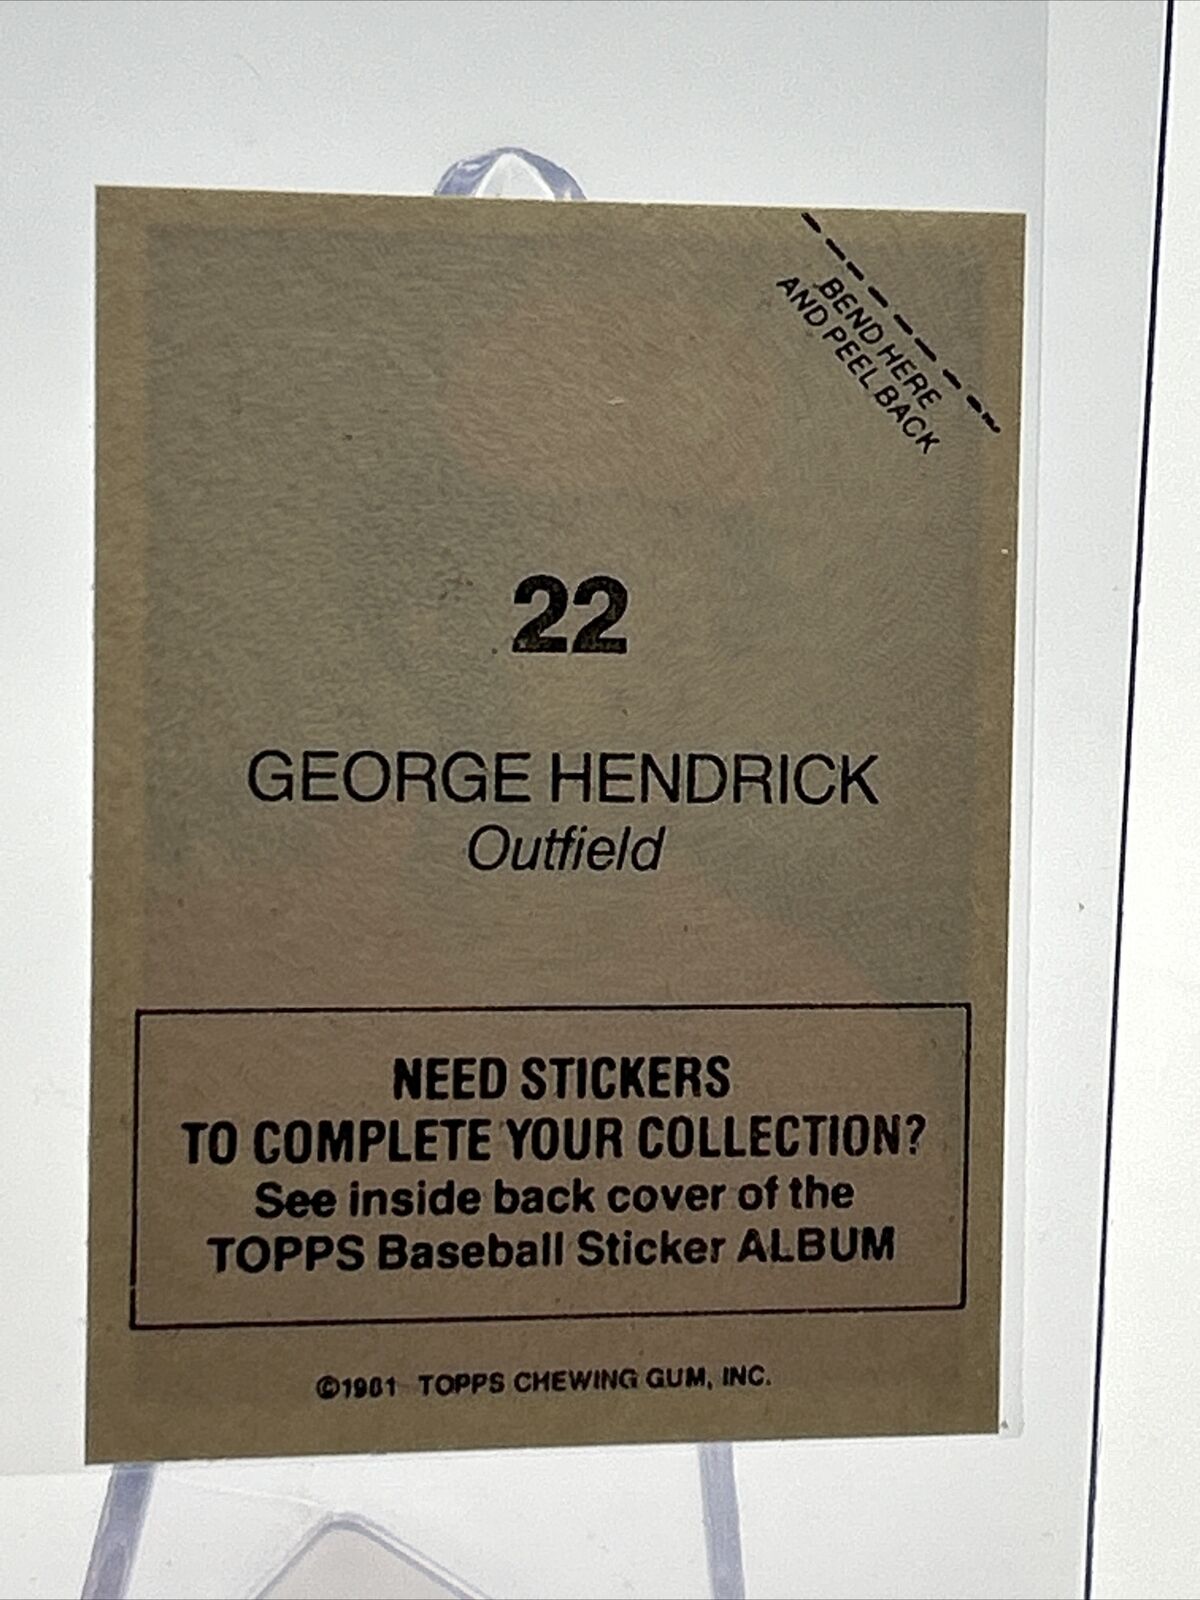 BEND HERE
AND PEEL BACK
22
GEORGE HENDRICK
Outfield
NEED STICKERS
TO COMPLETE YOUR COLLECTION?
See inside back cover of the
TOPPS Baseball Sticker ALBUM
©1981 TOPPS CHEWING GUM, INC.